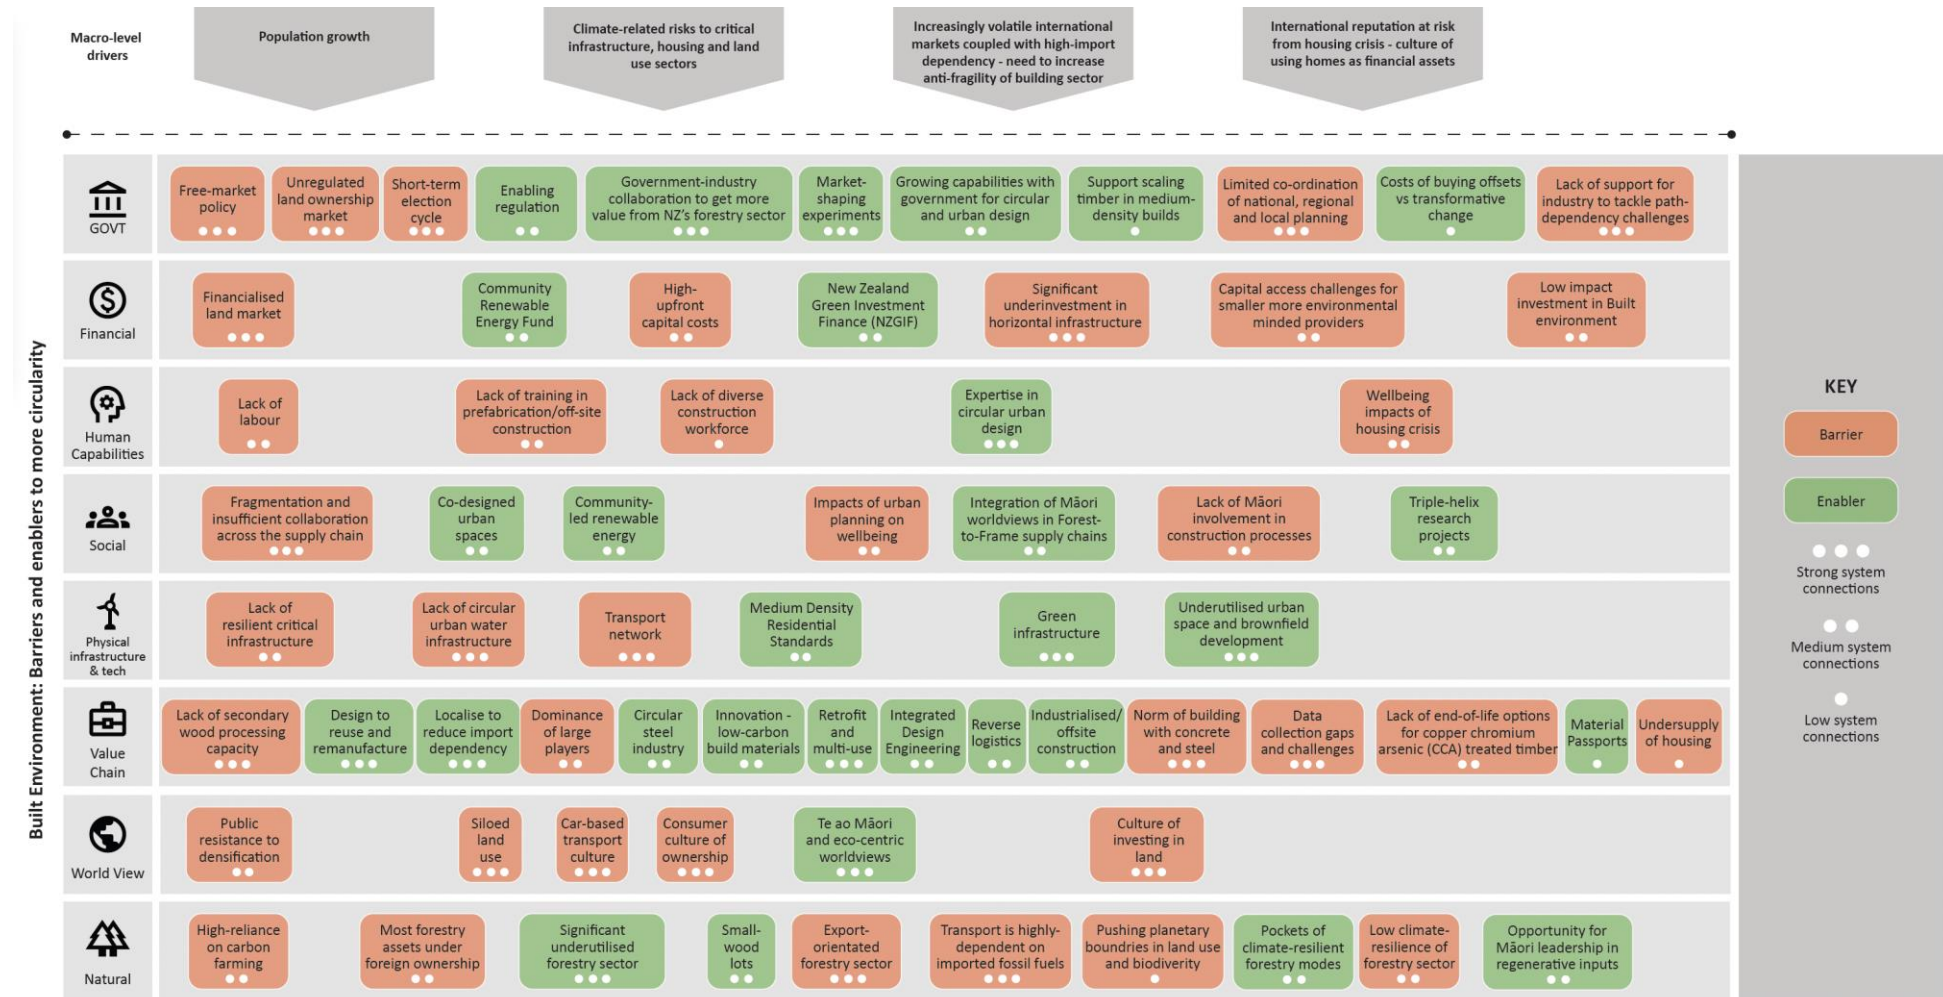 Macro-level
drivers
Population growth
Climate-related risks to critical
infrastructure, housing and land
use sectors
Increasingly volatile international
markets coupled with high-import
dependency - need to increase
anti-fragility of building sector
International reputation at risk
from housing crisis - culture of
using homes as financial assets
Built Environment: Barriers and enablers to more circularity
GOVT
Free-market
policy
Unregulated
land ownership
market
Short-term
election
cycle
Enabling
regulation
Government-industry
collaboration to get more
value from NZ's forestry sector
Market-
shaping
experiments
Growing capabilities with
government for circular
and urban design
Support scaling
timber in medium-
density builds
Limited co-ordination
of national, regional
and local planning
Costs of buying offsets
vs transformative
change
Lack of support for
industry to tackle path-
dependency challenges
Financial
Financialised
land market
Community
Renewable
Energy Fund
High-
upfront
capital costs
New Zealand
Green Investment
Finance (NZGIF)
Significant
underinvestment in
horizontal infrastructure
Capital access challenges for
smaller more environmental
minded providers
Low impact
investment in Built
environment
Human
Capabilities
Lack of
labour
Lack of training in
prefabrication/off-site
construction
Lack of diverse
construction
workforce
Expertise in
circular urban
design
Wellbeing
impacts of
housing crisis
Social
Fragmentation and
insufficient collaboration
across the supply chain
Co-designed
urban
spaces
Community-
led renewable
energy
Impacts of urban
planning on
wellbeing
Integration of Māori
worldviews in Forest-
to-Frame supply chains
Lack of Māori
involvement in
construction processes
Triple-helix
research
projects
Physical
infrastructure
& tech
Lack of
resilient critical
infrastructure
Lack of circular
urban water
infrastructure
Transport
network
Medium Density
Residential
Standards
Green
infrastructure
Underutilised urban
space and brownfield
development
Value
Chain
Lack of secondary
wood processing
capacity
Design to
reuse and
remanufacture
Localise to
reduce import
dependency
Dominance
of large
players
Circular
steel
industry
Innovation -
low-carbon
build materials
Retrofit
and
multi-use
Integrated
Design
Engineering
Reverse
logistics
Industrialised/
offsite
construction
Norm of building
with concrete
and steel
Data
collection gaps
and challenges
Lack of end-of-life options
for copper chromium
arsenic (CCA) treated timber
Material
Passports
Undersupply
of housing
World View
Public
resistance to
densification
Siloed
land
use
Car-based
transport
culture
Consumer
culture of
ownership
Te ao Māori
and eco-centric
worldviews
Culture of
investing in
land
Natural
High-reliance
on carbon
farming
Most forestry
assets under
foreign ownership
Significant
underutilised
forestry sector
Small-
wood
lots
Export-
orientated
forestry sector
Transport is highly-
dependent on
imported fossil fuels
Pushing planetary
boundries in land use
and biodiverity
Pockets of
climate-resilient
forestry modes
Low climate-
resilience of
forestry sector
Opportunity for
Māori leadership in
regenerative inputs
KEY
Barrier
Enabler
Strong system
connections
Medium system
connections
Low system
connections